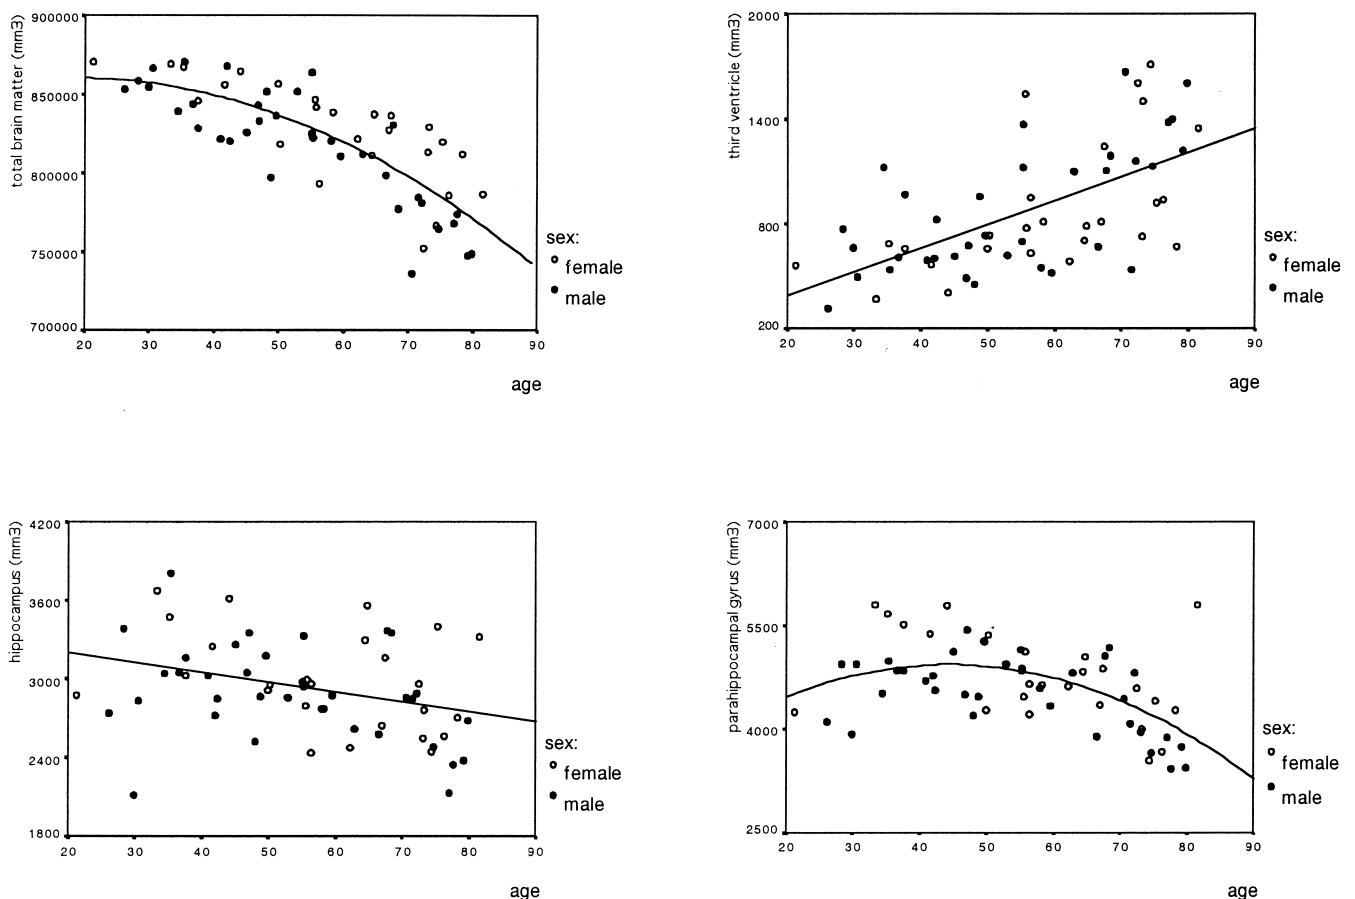 total brain matter (mm3)
900000
850000
800000
750000
700000
20 30 40 50 60 70 80 90
age
sex:
female
male
third ventricle (mm3)
2000
1400
800
200
20 30 40 50 60 70 80 90
age
sex:
female
male
hippocampus (mm3)
4200
3600
3000
2400
1800
20 30 40 50 60 70 80 90
age
sex:
female
male
parahippocampal gyrus (mm3)
7000
5500
4000
2500
20 30 40 50 60 70 80 90
age
sex:
female
male